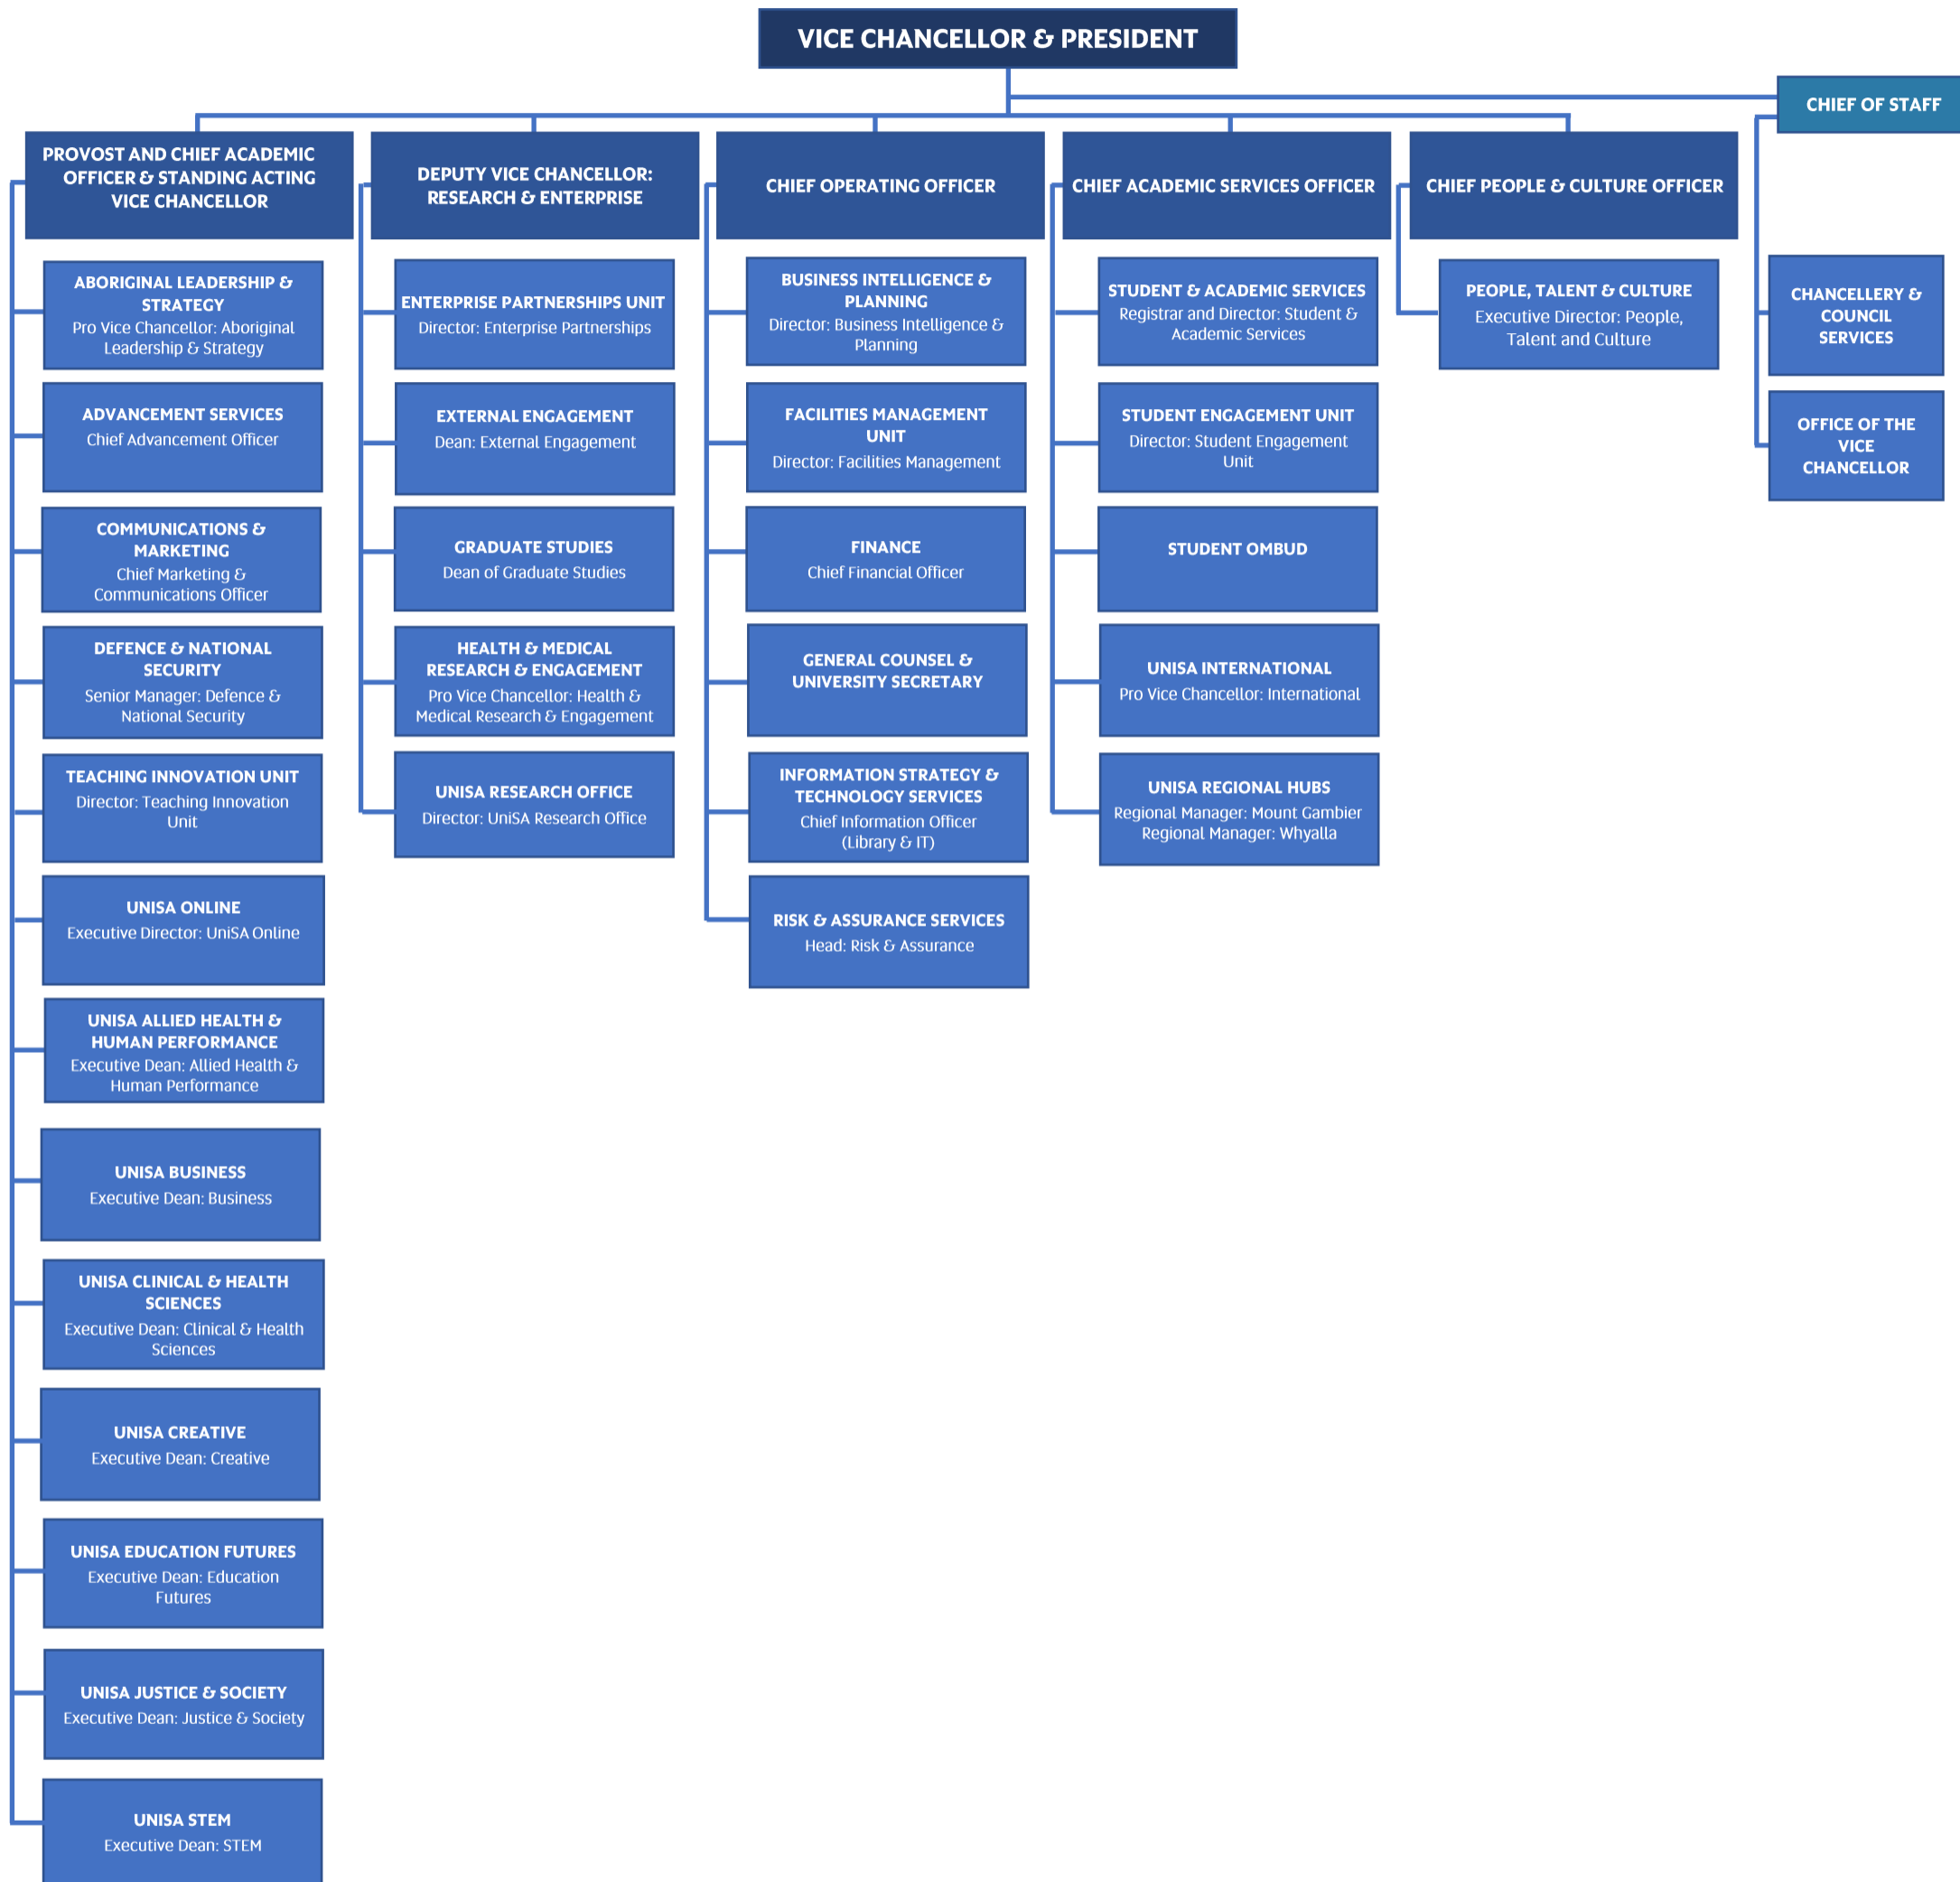 VICE CHANCELLOR & PRESIDENT
CHIEF OF STAFF
PROVOST AND CHIEF ACADEMIC
OFFICER & STANDING ACTING
VICE CHANCELLOR
DEPUTY VICE CHANCELLOR:
RESEARCH & ENTERPRISE
CHIEF OPERATING OFFICER
CHIEF ACADEMIC SERVICES OFFICER
CHIEF PEOPLE & CULTURE OFFICER
ABORIGINAL LEADERSHIP &
STRATEGY
Pro Vice Chancellor: Aboriginal
Leadership & Strategy
ADVANCEMENT SERVICES
Chief Advancement Officer
COMMUNICATIONS &
MARKETING
Chief Marketing &
Communications Officer
DEFENCE & NATIONAL
SECURITY
Senior Manager: Defence &
National Security
TEACHING INNOVATION UNIT
Director: Teaching Innovation
Unit
UNISA ONLINE
Executive Director: UniSA Online
UNISA ALLIED HEALTH &
HUMAN PERFORMANCE
Executive Dean: Allied Health &
Human Performance
UNISA BUSINESS
Executive Dean: Business
UNISA CLINICAL & HEALTH
SCIENCES
Executive Dean: Clinical & Health
Sciences
UNISA CREATIVE
Executive Dean: Creative
UNISA EDUCATION FUTURES
Executive Dean: Education
Futures
UNISA JUSTICE & SOCIETY
Executive Dean: Justice & Society
UNISA STEM
Executive Dean: STEM
ENTERPRISE PARTNERSHIPS UNIT
Director: Enterprise Partnerships
EXTERNAL ENGAGEMENT
Dean: External Engagement
GRADUATE STUDIES
Dean of Graduate Studies
HEALTH & MEDICAL
RESEARCH & ENGAGEMENT
Pro Vice Chancellor: Health &
Medical Research & Engagement
UNISA RESEARCH OFFICE
Director: UniSA Research Office
BUSINESS INTELLIGENCE &
PLANNING
Director: Business Intelligence &
Planning
FACILITIES MANAGEMENT
UNIT
Director: Facilities Management
FINANCE
Chief Financial Officer
GENERAL COUNSEL &
UNIVERSITY SECRETARY
INFORMATION STRATEGY &
TECHNOLOGY SERVICES
Chief Information Officer
(Library & IT)
RISK & ASSURANCE SERVICES
Head: Risk & Assurance
STUDENT & ACADEMIC SERVICES
Registrar and Director: Student &
Academic Services
STUDENT ENGAGEMENT UNIT
Director: Student Engagement
Unit
STUDENT OMBUD
UNISA INTERNATIONAL
Pro Vice Chancellor: International
UNISA REGIONAL HUBS
Regional Manager: Mount Gambier
Regional Manager: Whyalla
PEOPLE, TALENT & CULTURE
Executive Director: People,
Talent and Culture
CHANCELLERY &
COUNCIL
SERVICES
OFFICE OF THE
VICE
CHANCELLOR